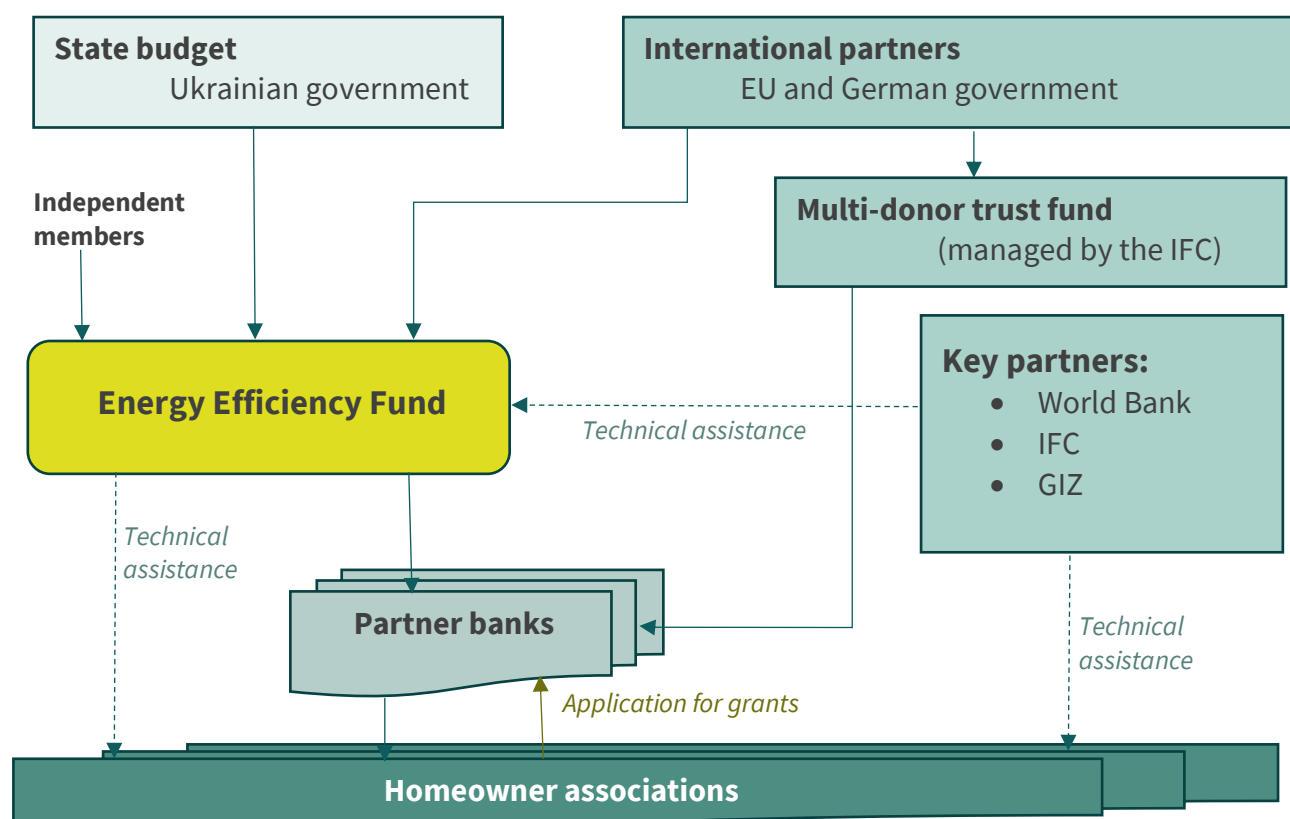 State budget
Ukrainian government
International partners
EU and German government
Independent
members
Multi-donor trust fund
(managed by the IFC)
Energy Efficiency Fund
Key partners:
• World Bank
• IFC
• GIZ
Technical assistance
Technical
assistance
Partner banks
Technical
assistance
Application for grants
Homeowner associations